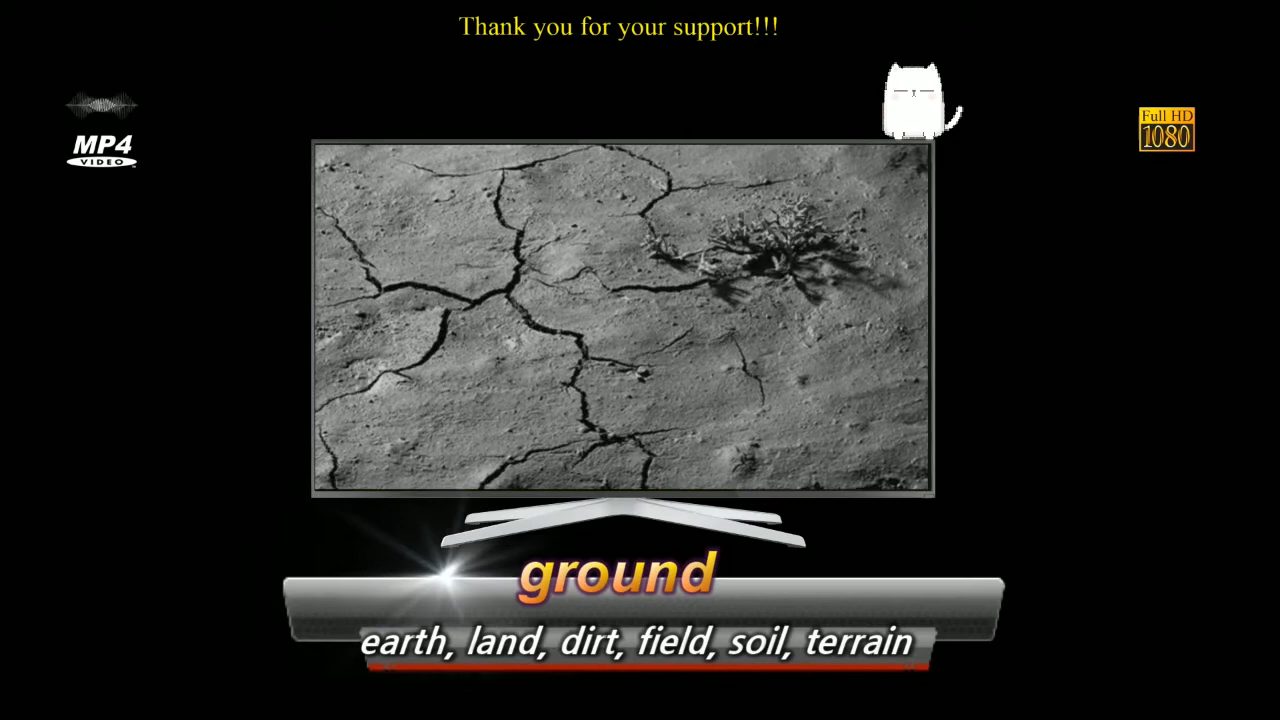 Thank you for your support!!!
MP4
VIDEO
Full HD
1080
ground
earth, land, dirt, field, soil, terrain